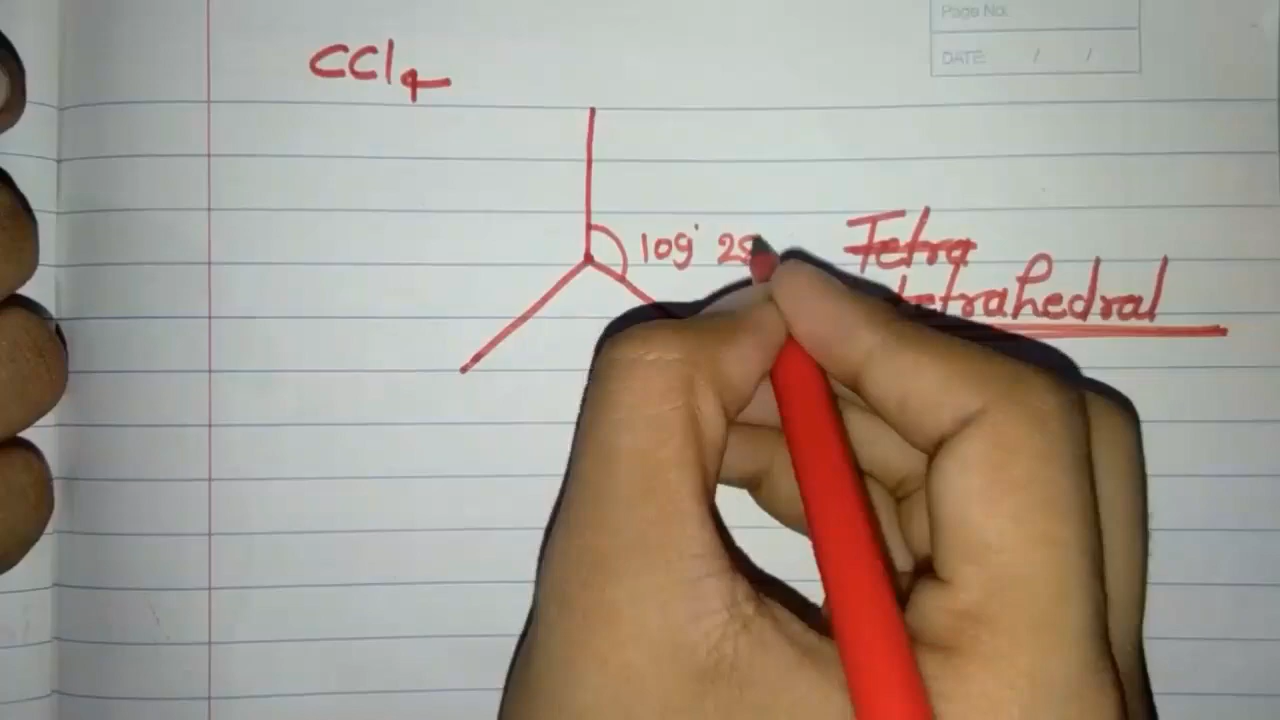 Page No.
DATE / /
CCl4
109° 28
Tetra
tetrahedral